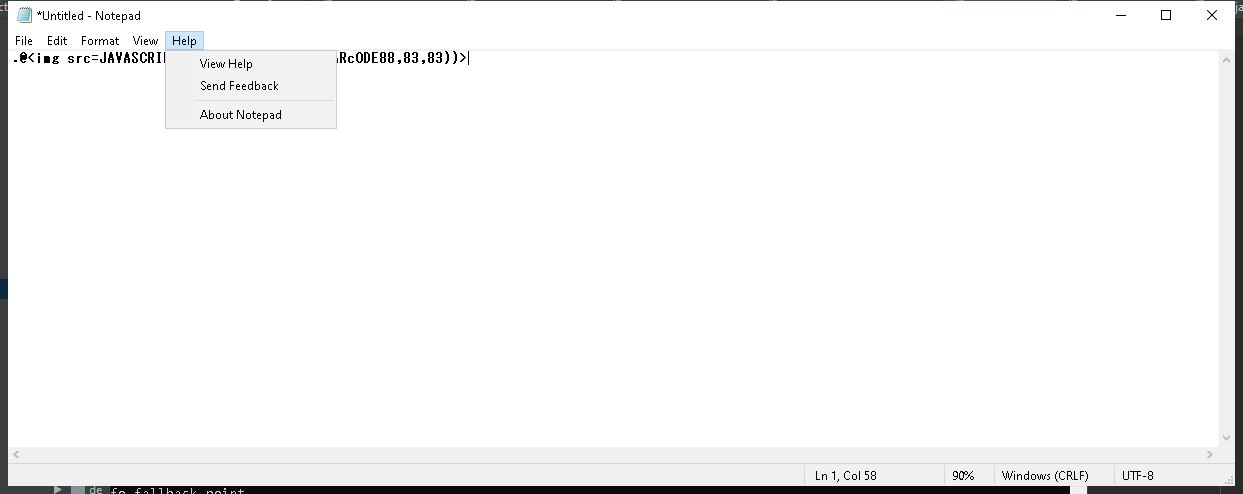 *Untitled - Notepad
File Edit Format View Help
.@<img src=JAVASCRI RcODE88,83,83))>
View Help
Send Feedback
About Notepad
Ln 1, Col 58 90% Windows (CRLF) UTF-8
de fo fallback point